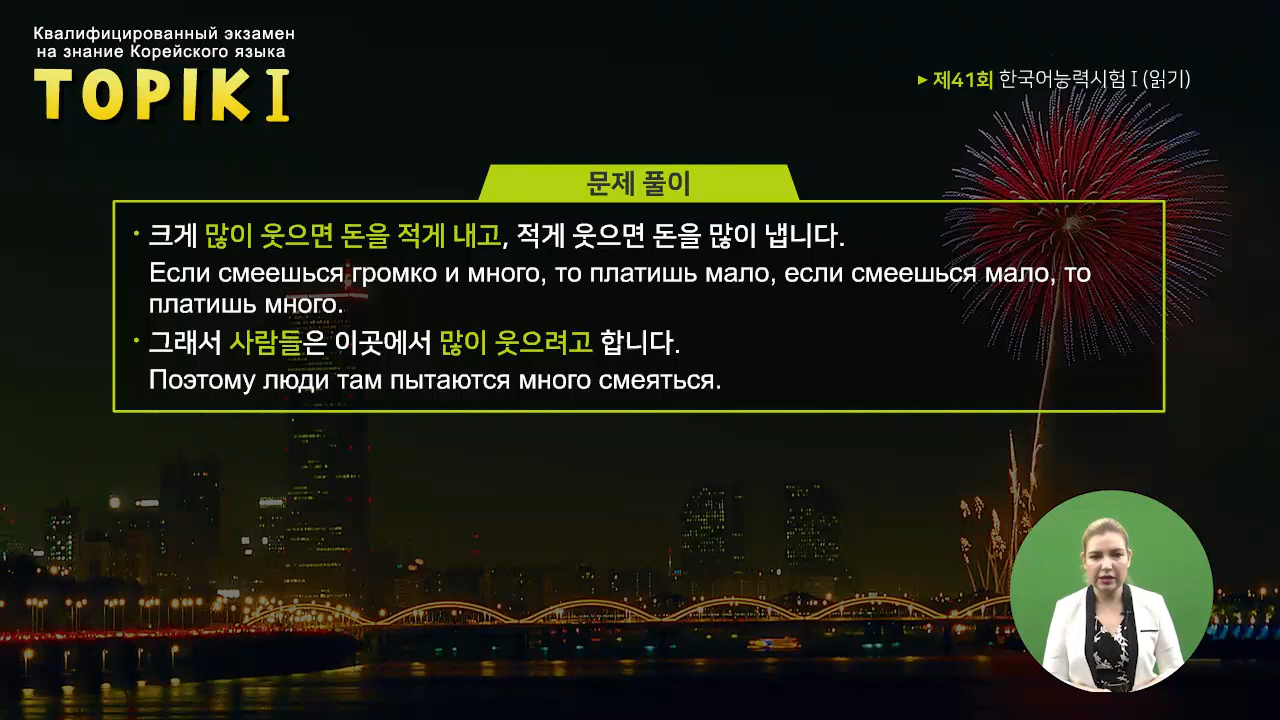 Квалифицированный экзамен
на знание Корейского языка
TOPIK I
▶ 제41회 한국어능력시험 I (읽기)
문제 풀이
• 크게 많이 웃으면 돈을 적게 내고, 적게 웃으면 돈을 많이 냅니다.
Если смеешься громко и много, то платишь мало, если смеешься мало, то
платишь много.
• 그래서 사람들은 이곳에서 많이 웃으려고 합니다.
Поэтому люди там пытаются много смеяться.